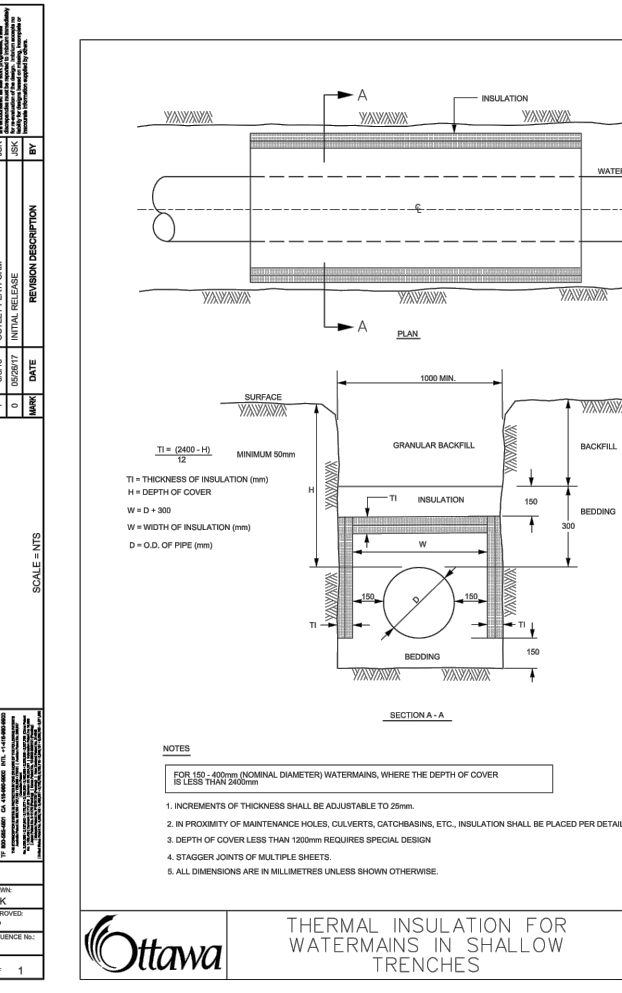 A
INSULATION
WATER
℄
A
PLAN
1000 MIN.
SURFACE
TI = (2400 - H)
12
MINIMUM 50mm
GRANULAR BACKFILL
BACKFILL
TI = THICKNESS OF INSULATION (mm)
H = DEPTH OF COVER
W = D + 300
W = WIDTH OF INSULATION (mm)
D = O.D. OF PIPE (mm)
H
TI
INSULATION
150
BEDDING
300
W
150
D
150
TI
TI
BEDDING
150
SECTION A - A
NOTES
FOR 150 - 400mm (NOMINAL DIAMETER) WATERMAINS, WHERE THE DEPTH OF COVER
IS LESS THAN 2400mm
1. INCREMENTS OF THICKNESS SHALL BE ADJUSTABLE TO 25mm.
2. IN PROXIMITY OF MAINTENANCE HOLES, CULVERTS, CATCHBASINS, ETC., INSULATION SHALL BE PLACED PER DETAIL
3. DEPTH OF COVER LESS THAN 1200mm REQUIRES SPECIAL DESIGN
4. STAGGER JOINTS OF MULTIPLE SHEETS.
5. ALL DIMENSIONS ARE IN MILLIMETRES UNLESS SHOWN OTHERWISE.
Ottawa
THERMAL INSULATION FOR
WATERMAINS IN SHALLOW
TRENCHES
JSK
BY
INITIAL RELEASE
REVISION DESCRIPTION
0 05/26/17
MARK DATE
SCALE = NTS
1